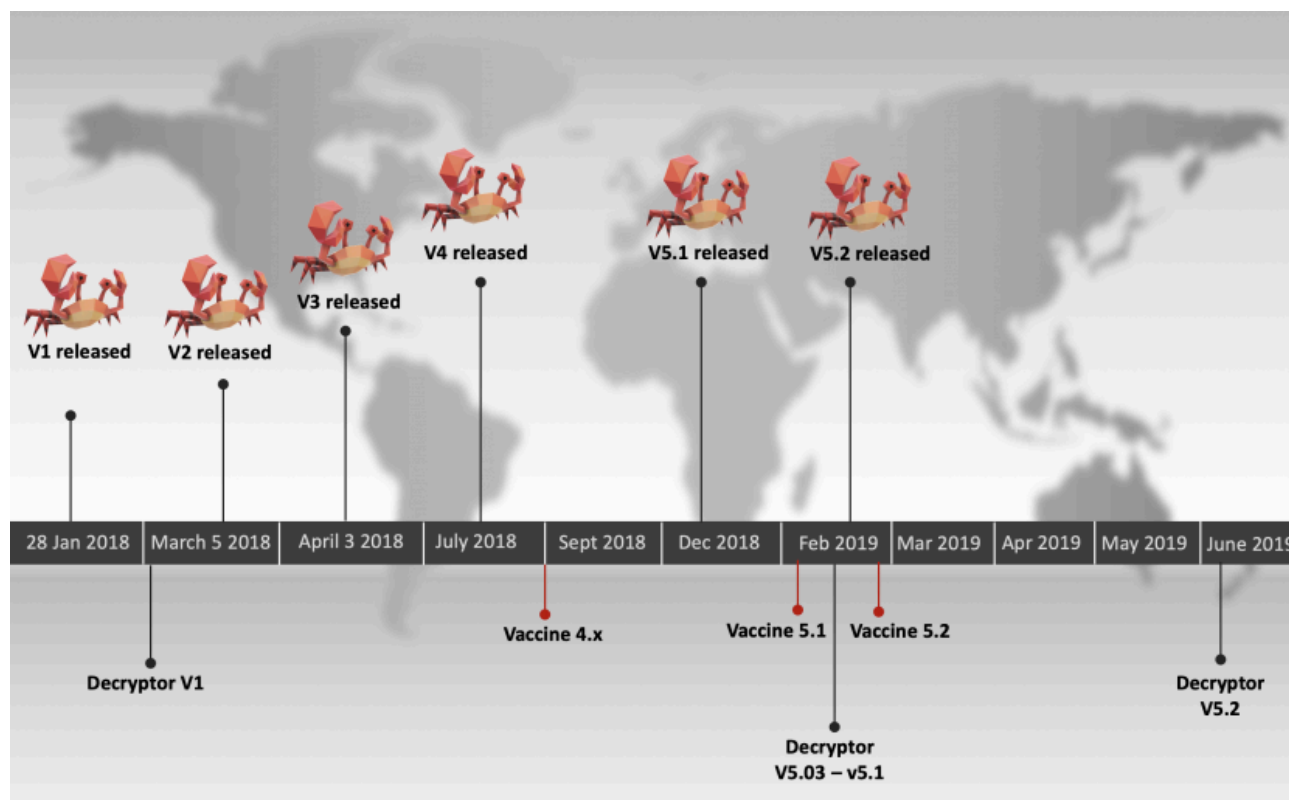 V4 released
V5.1 released
V5.2 released
V3 released
V1 released
V2 released
28 Jan 2018
March 5 2018
April 3 2018
July 2018
Sept 2018
Dec 2018
Feb 2019
Mar 2019
Apr 2019
May 2019
June 2019
Vaccine 4.x
Vaccine 5.1
Vaccine 5.2
Decryptor V1
Decryptor
V5.2
Decryptor
V5.03 – v5.1